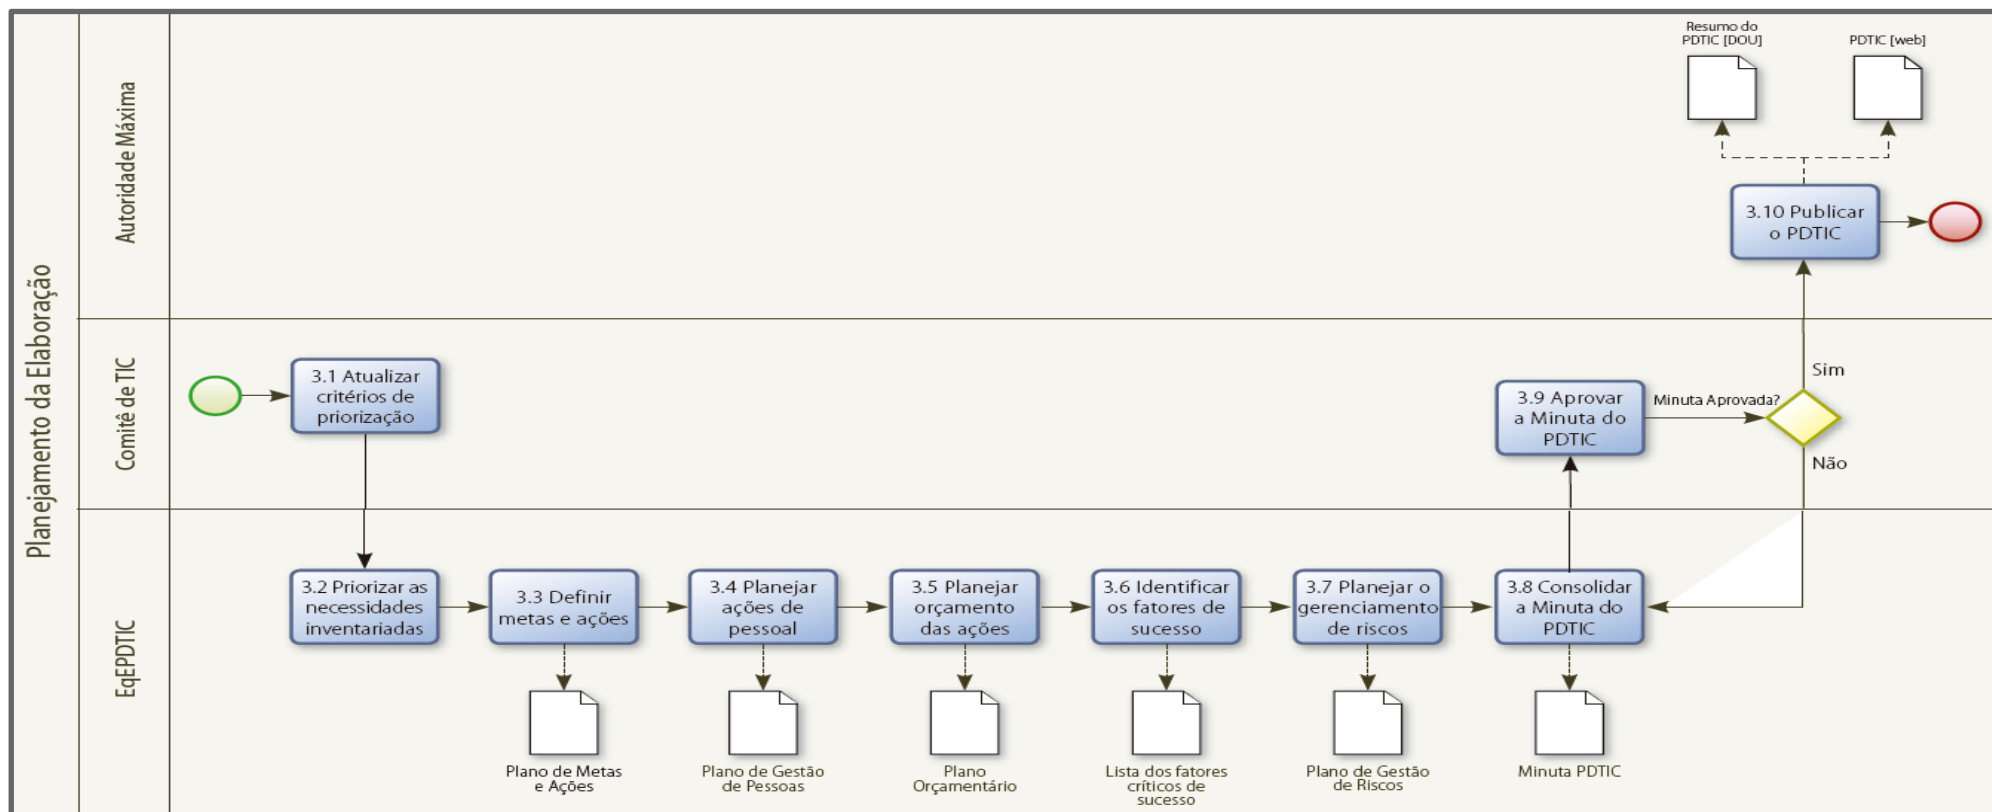 Planejamento da Elaboração
Autoridade Máxima
Resumo do
PDTIC [DOU]
PDTIC [web]
3.10 Publicar
o PDTIC
Comitê de TIC
3.1 Atualizar
critérios de
priorização
3.9 Aprovar
a Minuta do
PDTIC
Minuta Aprovada?
Sim
Não
EqEPDTIC
3.2 Priorizar as
necessidades
inventariadas
3.3 Definir
metas e ações
3.4 Planejar
ações de
pessoal
3.5 Planejar
orçamento
das ações
3.6 Identificar
os fatores de
sucesso
3.7 Planejar o
gerenciamento
de riscos
3.8 Consolidar
a Minuta do
PDTIC
Plano de Metas
e Ações
Plano de Gestão
de Pessoas
Plano
Orçamentário
Lista dos fatores
críticos de
sucesso
Plano de Gestão
de Riscos
Minuta PDTIC